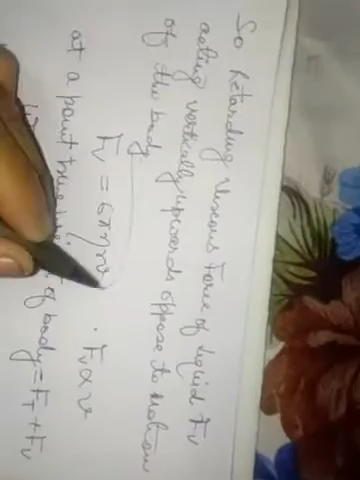 So retarding viscous Force of liquid Fv
acting vertically upwards oppose to motion
of the body
Fv = 6πηrv . Fv ∝ v
at a point true of body = FT + Fv